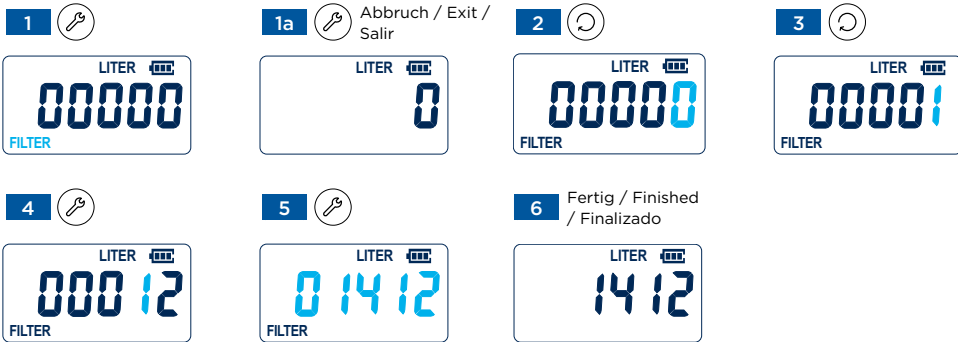 1
1a Abbruch / Exit /
Salir
2
3
LITER
00000
FILTER
LITER
0
LITER
00000
FILTER
LITER
00001
FILTER
4
5
6 Fertig / Finished
/ Finalizado
LITER
00012
FILTER
LITER
01412
FILTER
LITER
1412